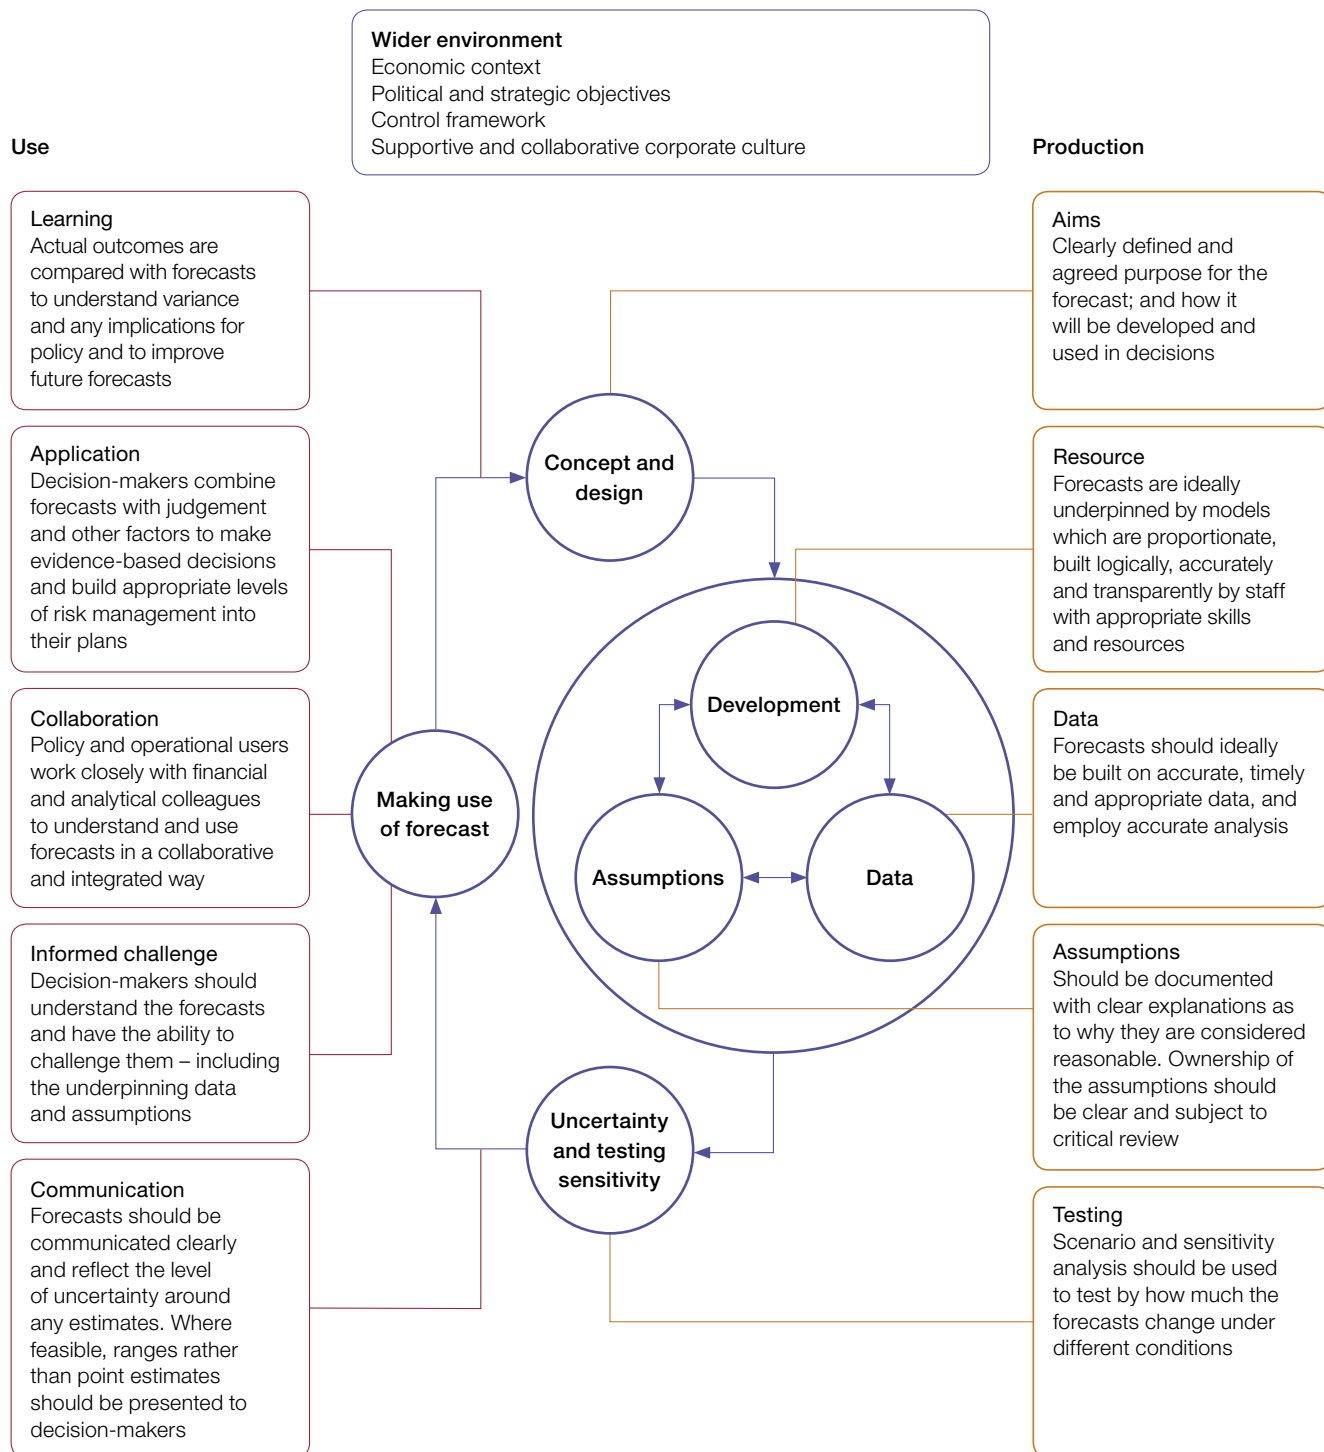 Wider environment
Economic context
Political and strategic objectives
Control framework
Supportive and collaborative corporate culture
Use
Learning
Actual outcomes are
compared with forecasts
to understand variance
and any implications for
policy and to improve
future forecasts
Application
Decision-makers combine
forecasts with judgement
and other factors to make
evidence-based decisions
and build appropriate levels
of risk management into
their plans
Collaboration
Policy and operational users
work closely with financial
and analytical colleagues
to understand and use
forecasts in a collaborative
and integrated way
Informed challenge
Decision-makers should
understand the forecasts
and have the ability to
challenge them – including
the underpinning data
and assumptions
Communication
Forecasts should be
communicated clearly
and reflect the level
of uncertainty around
any estimates. Where
feasible, ranges rather
than point estimates
should be presented to
decision-makers
Concept and
design
Development
Assumptions
Data
Making use
of forecast
Uncertainty
and testing
sensitivity
Production
Aims
Clearly defined and
agreed purpose for the
forecast; and how it
will be developed and
used in decisions
Resource
Forecasts are ideally
underpinned by models
which are proportionate,
built logically, accurately
and transparently by staff
with appropriate skills
and resources
Data
Forecasts should ideally
be built on accurate, timely
and appropriate data, and
employ accurate analysis
Assumptions
Should be documented
with clear explanations as
to why they are considered
reasonable. Ownership of
the assumptions should
be clear and subject to
critical review
Testing
Scenario and sensitivity
analysis should be used
to test by how much the
forecasts change under
different conditions